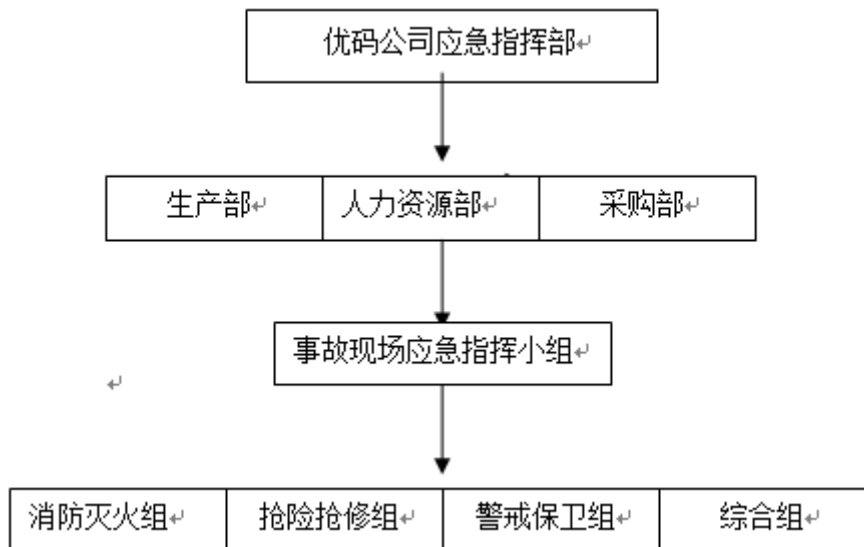 优码公司应急指挥部
生产部 人力资源部 采购部
事故现场应急指挥小组
消防灭火组 抢险抢修组 警戒保卫组 综合组